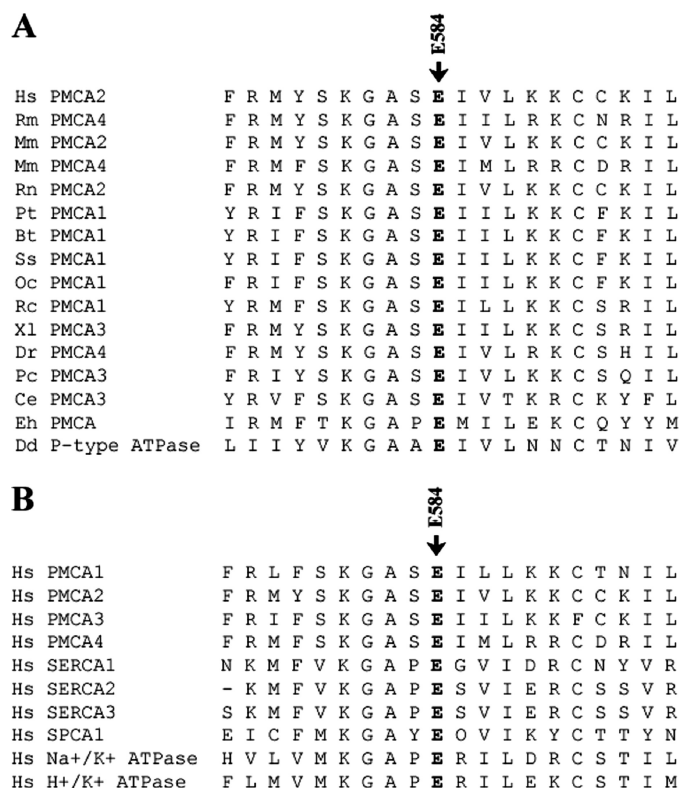 A
E584
Hs PMCA2 F R M Y S K G A S E I V L K K C C K I L
Rm PMCA4 F R M Y S K G A S E I I L R K C N R I L
Mm PMCA2 F R M Y S K G A S E I V L K K C C K I L
Mm PMCA4 F R M F S K G A S E I M L R R C D R I L
Rn PMCA2 F R M Y S K G A S E I V L K K C C K I L
Pt PMCA1 Y R I F S K G A S E I I L K K C F K I L
Bt PMCA1 Y R I F S K G A S E I I L K K C F K I L
Ss PMCA1 Y R I F S K G A S E I I L K K C F K I L
Oc PMCA1 F R I F S K G A S E I I L K K C F K I L
Rc PMCA1 Y R M F S K G A S E I L L K K C S R I L
Xl PMCA3 F R M Y S K G A S E I I L K K C S R I L
Dr PMCA4 F R M Y S K G A S E I V L R K C S H I L
Pc PMCA3 F R I Y S K G A S E I V L K K C S Q I L
Ce PMCA3 Y R V F S K G A S E I V T K R C K Y F L
Eh PMCA I R M F T K G A P E M I L E K C Q Y Y M
Dd P-type ATPase L I I Y V K G A A E I V L N N C T N I V
B
E584
Hs PMCA1 F R L F S K G A S E I L L K K C T N I L
Hs PMCA2 F R M Y S K G A S E I V L K K C C K I L
Hs PMCA3 F R I F S K G A S E I I L K K F C K I L
Hs PMCA4 F R M F S K G A S E I M L R R C D R I L
Hs SERCA1 N K M F V K G A P E G V I D R C N Y V R
Hs SERCA2 - K M F V K G A P E S V I E R C S S V R
Hs SERCA3 S K M F V K G A P E S V I E R C S S V R
Hs SPCA1 E I C F M K G A Y E O V I K Y C T T Y N
Hs Na+/K+ ATPase H V L V M K G A P E R I L D R C S T I L
Hs H+/K+ ATPase F L M V M K G A P E R I L E K C S T I M